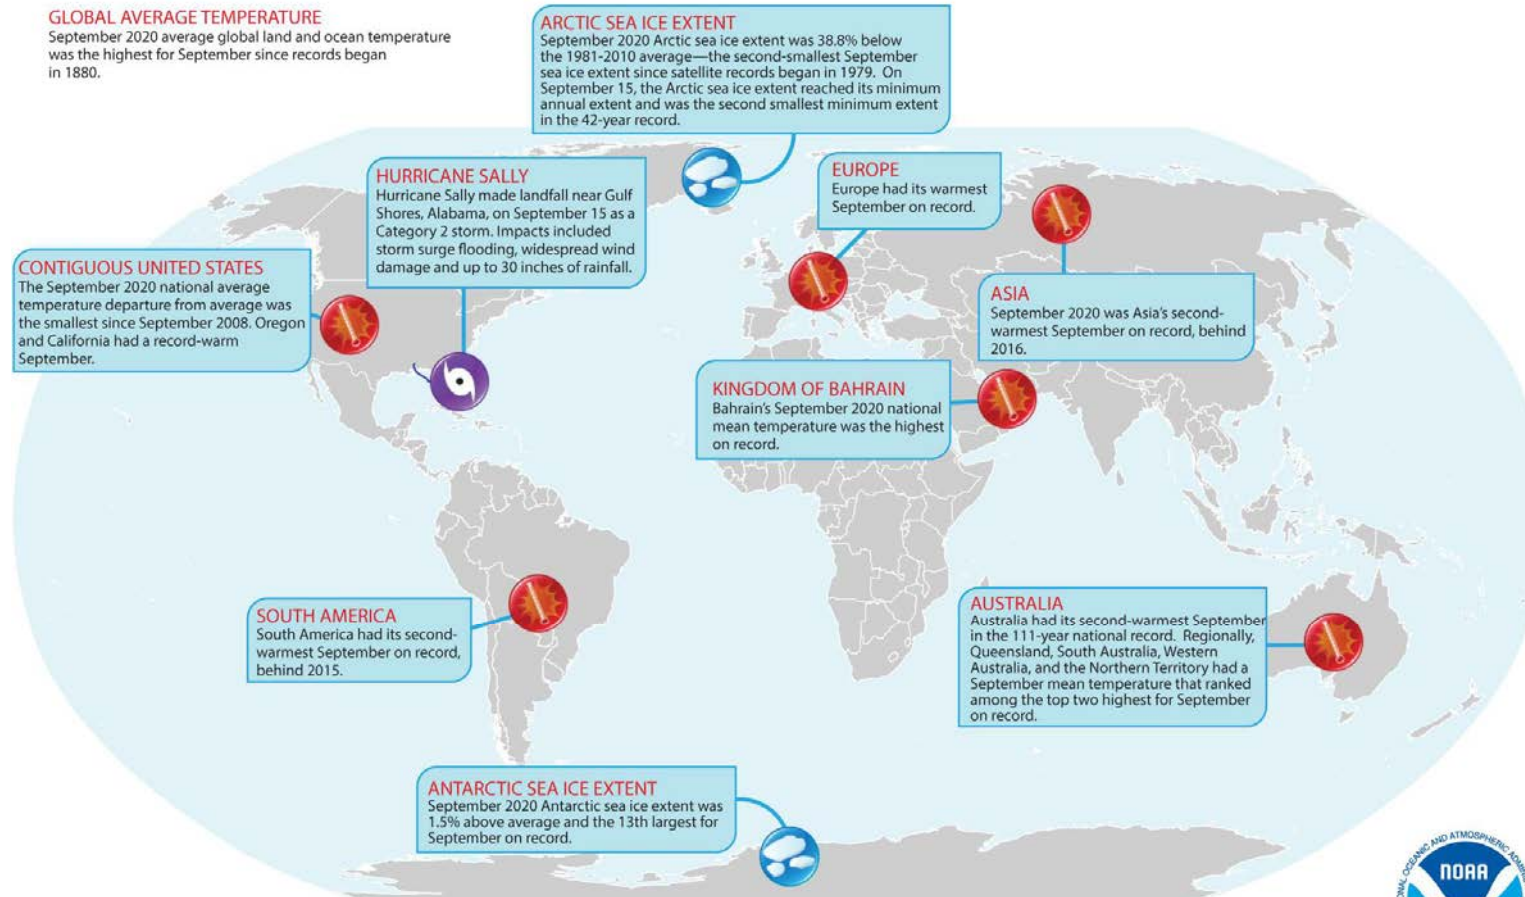 GLOBAL AVERAGE TEMPERATURE
September 2020 average global land and ocean temperature
was the highest for September since records began
in 1880.
ARCTIC SEA ICE EXTENT
September 2020 Arctic sea ice extent was 38.8% below
the 1981-2010 average—the second-smallest September
sea ice extent since satellite records began in 1979. On
September 15, the Arctic sea ice extent reached its minimum
annual extent and was the second smallest minimum extent
in the 42-year record.
HURRICANE SALLY
Hurricane Sally made landfall near Gulf
Shores, Alabama, on September 15 as a
Category 2 storm. Impacts included
storm surge flooding, widespread wind
damage and up to 30 inches of rainfall.
EUROPE
Europe had its warmest
September on record.
CONTIGUOUS UNITED STATES
The September 2020 national average
temperature departure from average was
the smallest since September 2008. Oregon
and California had a record-warm
September.
ASIA
September 2020 was Asia's second-
warmest September on record, behind
2016.
KINGDOM OF BAHRAIN
Bahrain's September 2020 national
mean temperature was the highest
on record.
SOUTH AMERICA
South America had its second-
warmest September on record,
behind 2015.
AUSTRALIA
Australia had its second-warmest September
in the 111-year national record. Regionally,
Queensland, South Australia, Western
Australia, and the Northern Territory had a
September mean temperature that ranked
among the top two highest for September
on record.
ANTARCTIC SEA ICE EXTENT
September 2020 Antarctic sea ice extent was
1.5% above average and the 13th largest for
September on record.
OCEANIC AND ATMOSPHERIC
NOAA